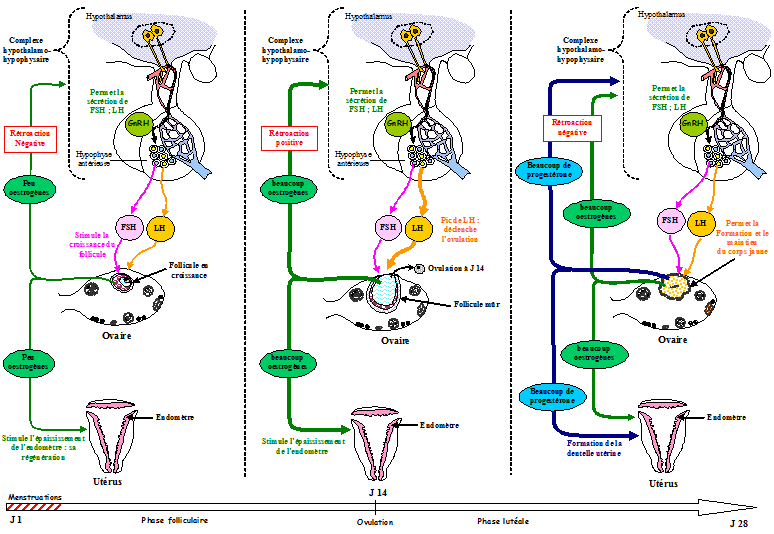 Hypothalamus
Complexe
hypothalamo-
hypophysaire
Permet la
sécrétion de
FSH ; LH
GnRH
Rétroaction
Négative
Hypophyse
antérieure
Peu
oestrogènes
FSH
LH
Stimule la
croissance du
follicule
Follicule en
croissance
Ovaire
Peu
oestrogènes
Endomètre
Stimule l'épaississement
de l'endomètre : sa
régénération
Utérus
Hypothalamus
Complexe
hypothalamo-
hypophysaire
Permet la
sécrétion de
FSH ; LH
GnRH
Rétroaction
positive
Hypophyse
antérieure
beaucoup
oestrogènes
FSH
LH
Pic de LH :
déclenche
l'ovulation
Ovulation à J 14
Follicule mûr
Ovaire
beaucoup
oestrogènes
Endomètre
Stimule l'épaississement
de l'endomètre
Hypothalamus
Complexe
hypothalamo-
hypophysaire
Permet la
sécrétion de
FSH ; LH
GnRH
Rétroaction
négative
Beaucoup de
progestérone
beaucoup
oestrogènes
FSH
LH
Permet la
Formation et le
maintien
du corps jaune
Ovaire
beaucoup
oestrogènes
Beaucoup de
progestérone
Endomètre
Formation de la
dentelle utérine
Utérus
Menstruations
J 1
Phase folliculaire
J 14
Ovulation
Phase lutéale
J 28